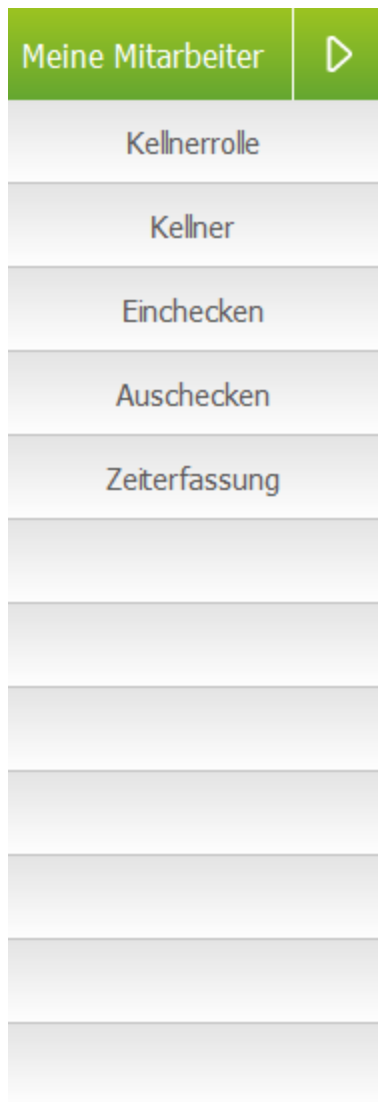 Meine Mitarbeiter
Kellnerrolle
Kellner
Einchecken
Auschecken
Zeiterfassung